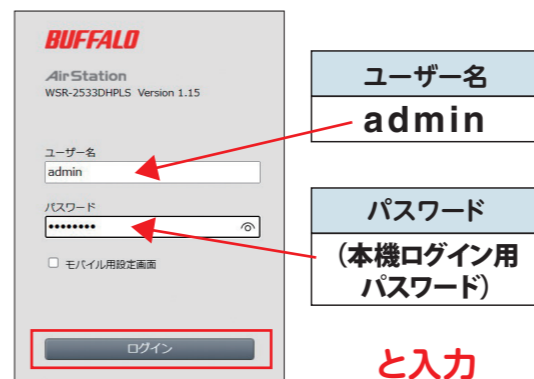 BUFFALO
AirStation
WSR-2533DHPLS Version 1.15
ユーザー名
admin
パスワード
••••••••
モバイル用設定画面
ログイン
ユーザー名
admin
パスワード
(本機ログイン用
パスワード)
と入力